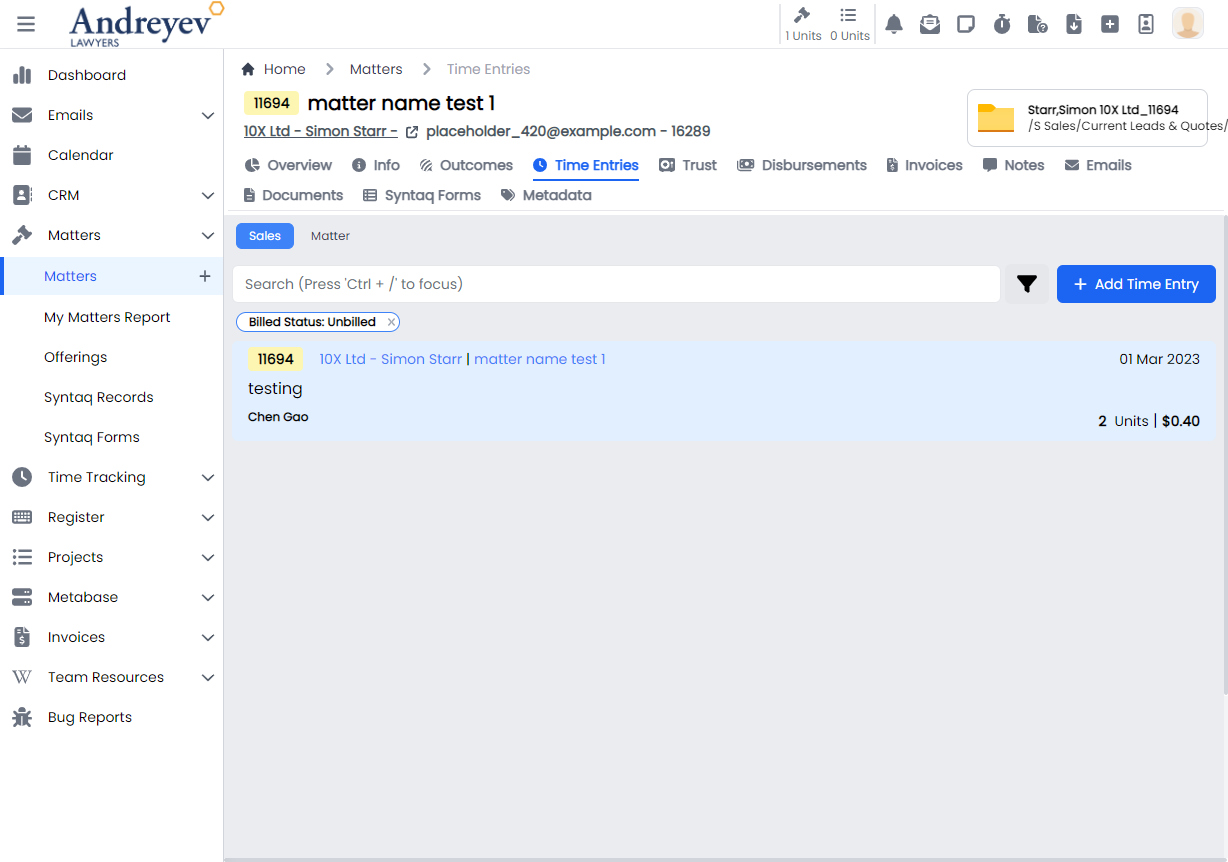 Andreyev
LAWYERS
1 Units 0 Units
Dashboard
Emails
Calendar
CRM
Matters
Matters
My Matters Report
Offerings
Syntaq Records
Syntaq Forms
Time Tracking
Register
Projects
Metabase
Invoices
Team Resources
Bug Reports
Home Matters Time Entries
11694 matter name test 1
10X Ltd - Simon Starr - placeholder_420@example.com - 16289
Starr,Simon 10X Ltd_11694
/S Sales/Current Leads & Quotes/
Overview Info Outcomes Time Entries Trust Disbursements Invoices Notes Emails
Documents Syntaq Forms Metadata
Sales Matter
Search (Press 'Ctrl + /' to focus)
+ Add Time Entry
Billed Status: Unbilled ×
11694 10X Ltd - Simon Starr | matter name test 1 01 Mar 2023
testing
Chen Gao
2 Units | $0.40